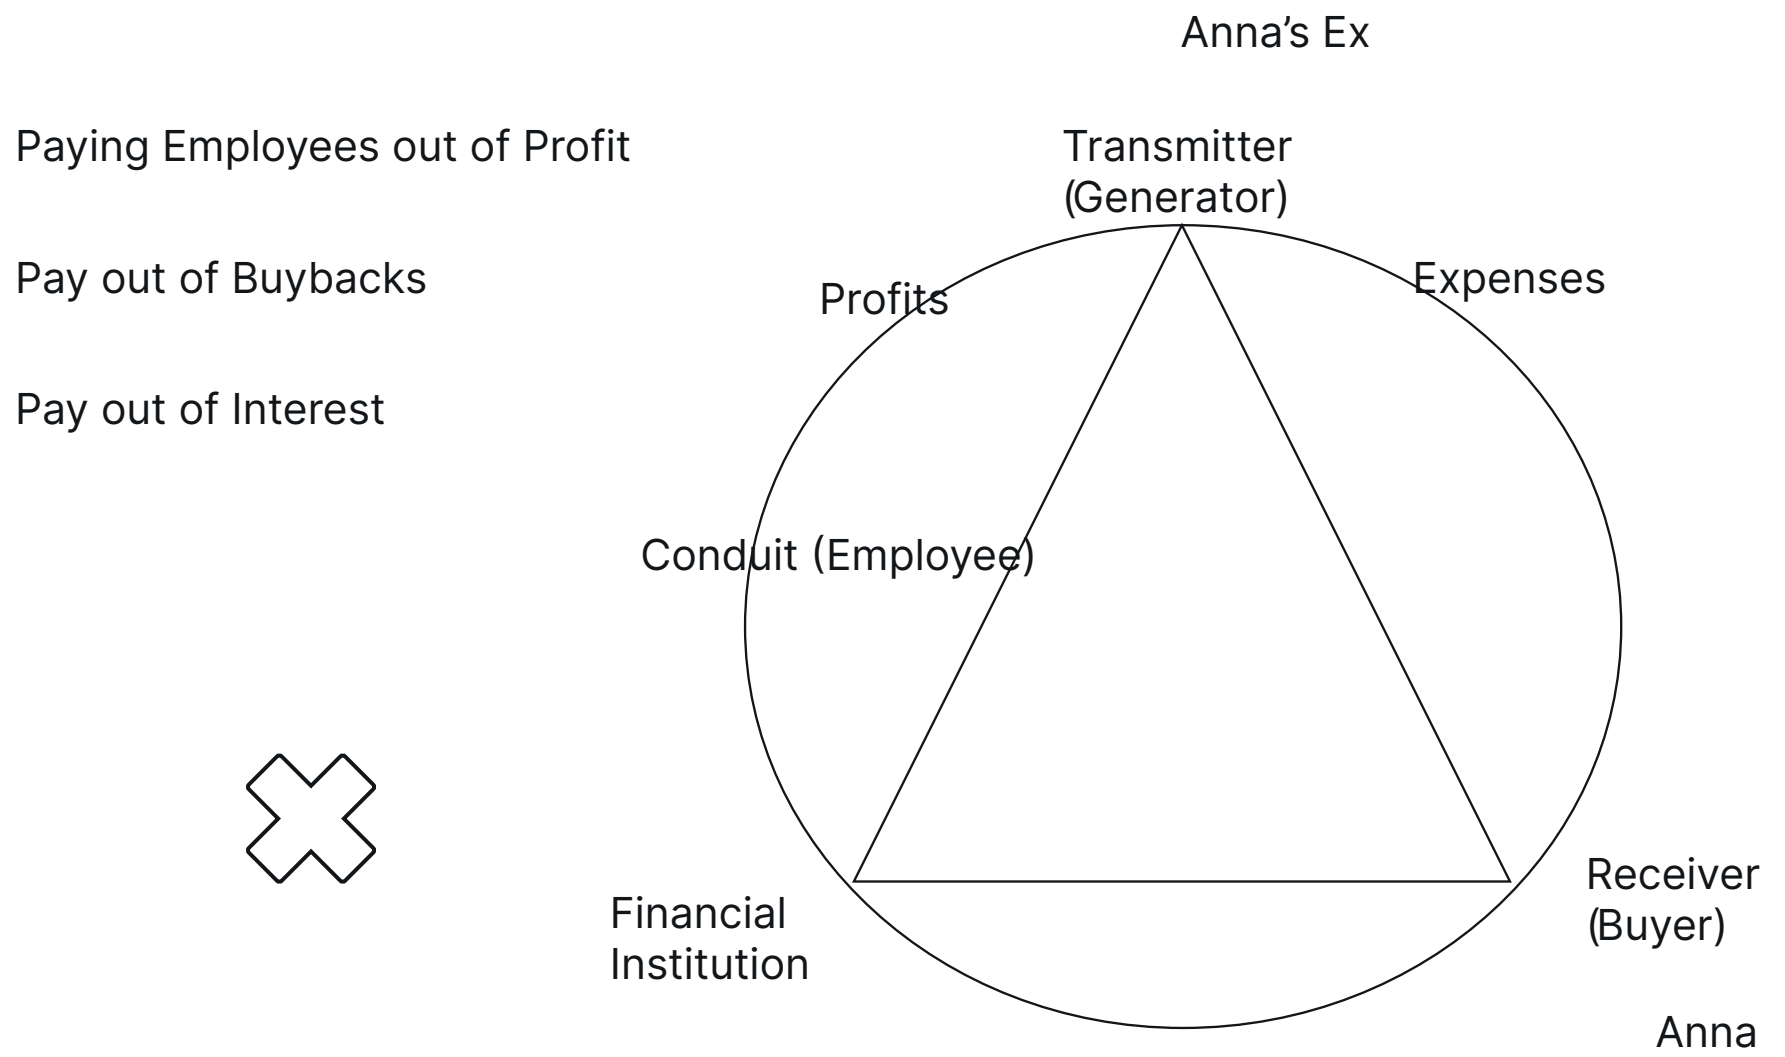 Anna’s Ex
Paying Employees out of Profit
Transmitter
(Generator)
Pay out of Buybacks
Profits
Expenses
Pay out of Interest
Conduit (Employee)
Financial
Institution
Receiver
(Buyer)
Anna